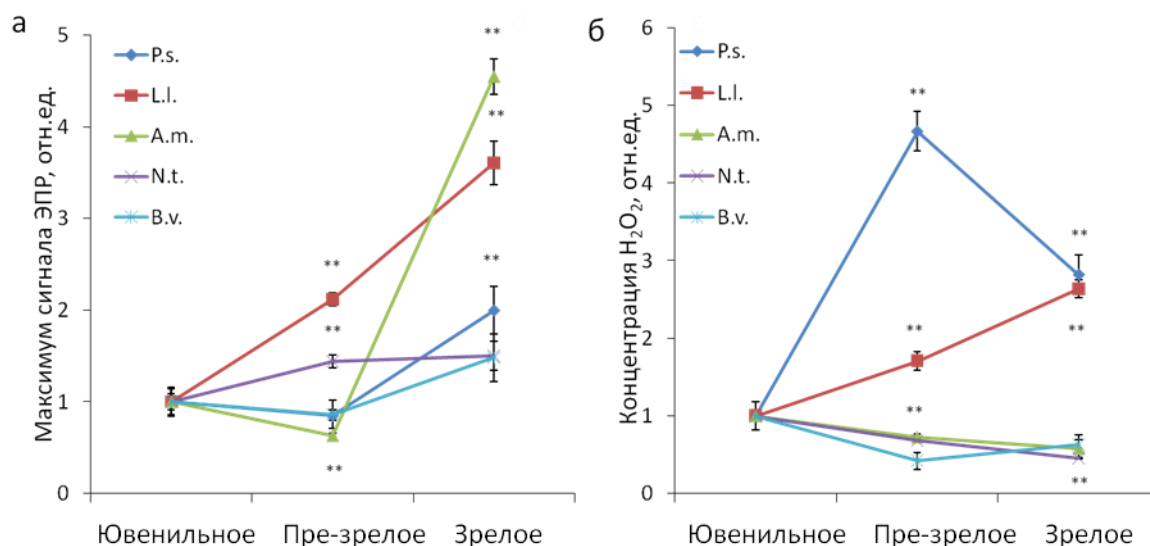 а
Максимум сигнала ЭПР, отн.ед.
5
4
3
2
1
0
P.s.
L.l.
A.m.
N.t.
B.v.
**
**
**
**
**
**
Ювенильное Пре-зрелое Зрелое
б
Концентрация H₂O₂, отн.ед.
6
5
4
3
2
1
0
P.s.
L.l.
A.m.
N.t.
B.v.
**
**
**
**
**
**
Ювенильное Пре-зрелое Зрелое